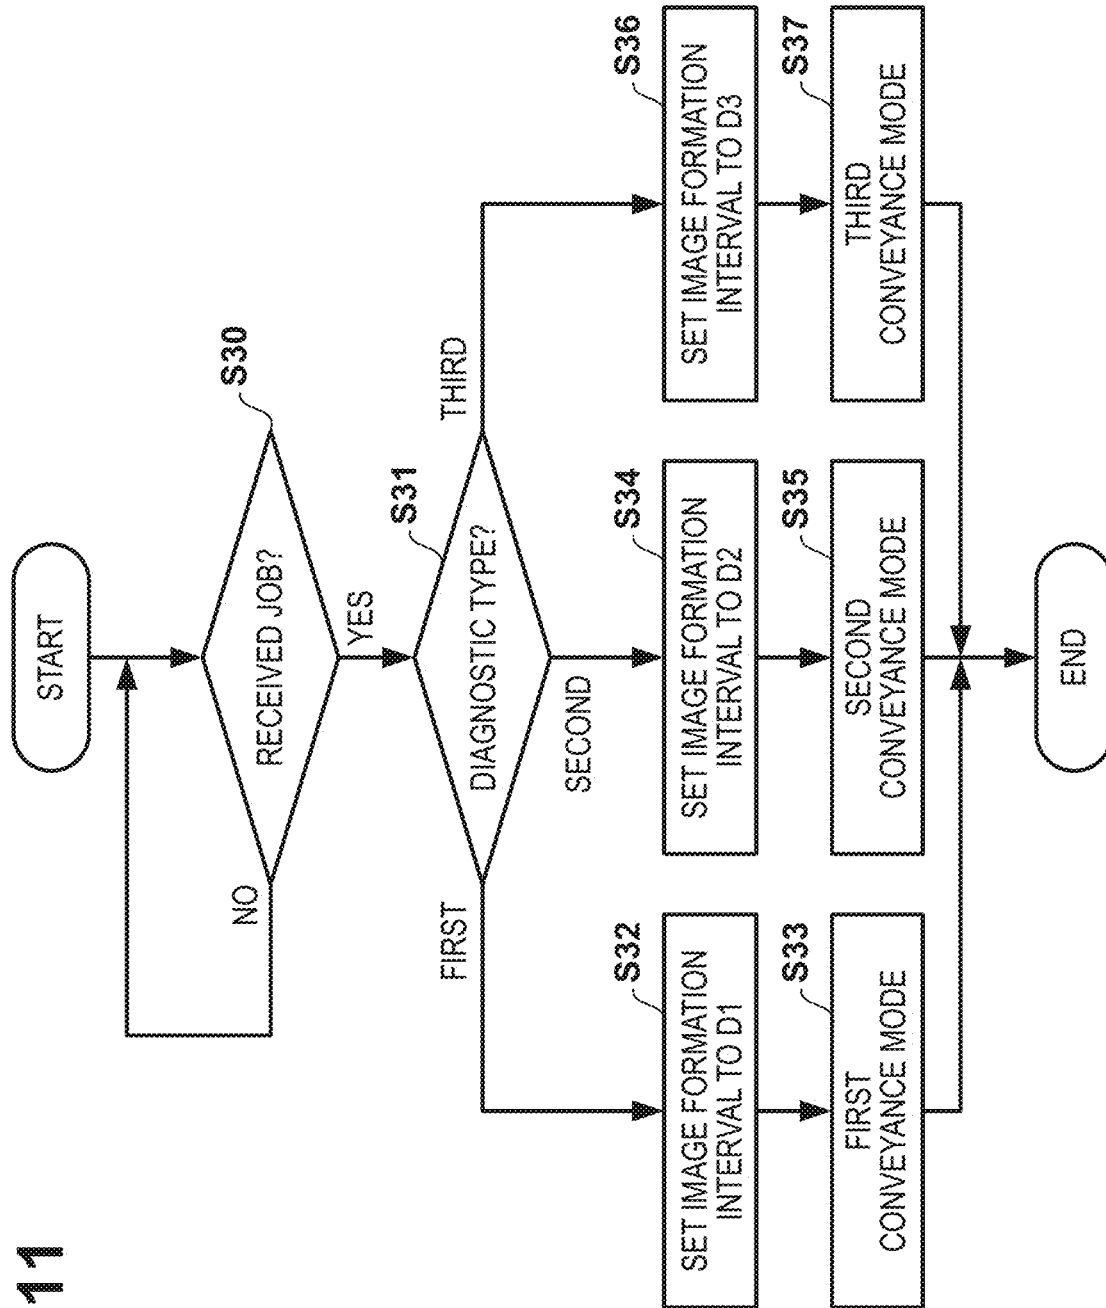 11
START
S30
RECEIVED JOB?
NO
YES
S31
DIAGNOSTIC TYPE?
FIRST
SECOND
THIRD
S32
SET IMAGE FORMATION
INTERVAL TO D1
S33
FIRST
CONVEYANCE MODE
S34
SET IMAGE FORMATION
INTERVAL TO D2
S35
SECOND
CONVEYANCE MODE
S36
SET IMAGE FORMATION
INTERVAL TO D3
S37
THIRD
CONVEYANCE MODE
END